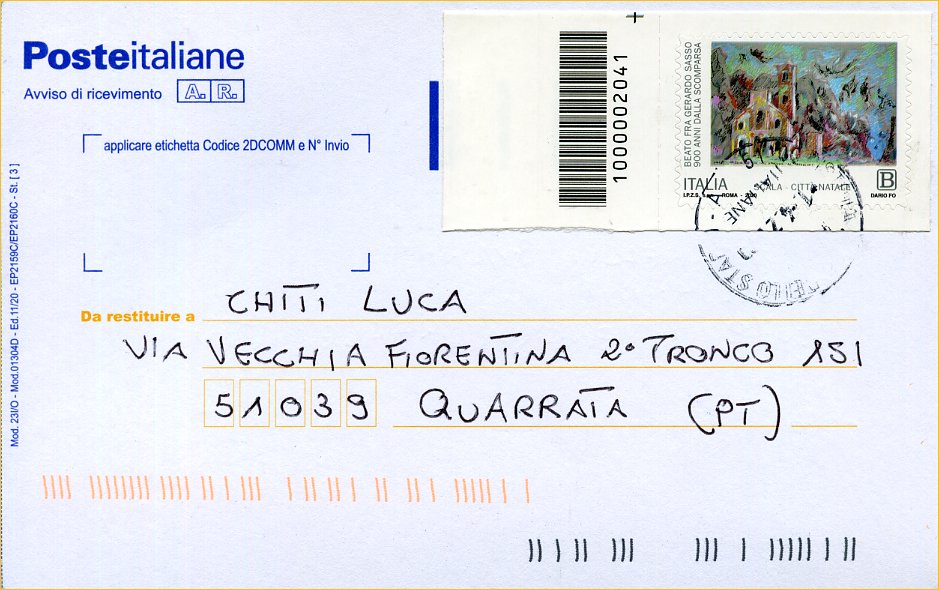 Posteitaliane
Avviso di ricevimento A. R.
applicare etichetta Codice 2DCOMM e N° Invio
1000002041
BEATO FRA GERARDO SASSO
900 ANNI DALLA SCOMPARSA
ITALIA SCALA - CITTÀ NATALE B
I.P.Z.S. ROMA DARIO FO
Da restituire a CHITI LUCA
VIA VECCHIA FIORENTINA 2° TRONCO 151
51039 QUARRATA (PT)
Mod. 23I/O - Mod.01304D - Ed.11/20 - EP2159C/EP2160C - St. [3]